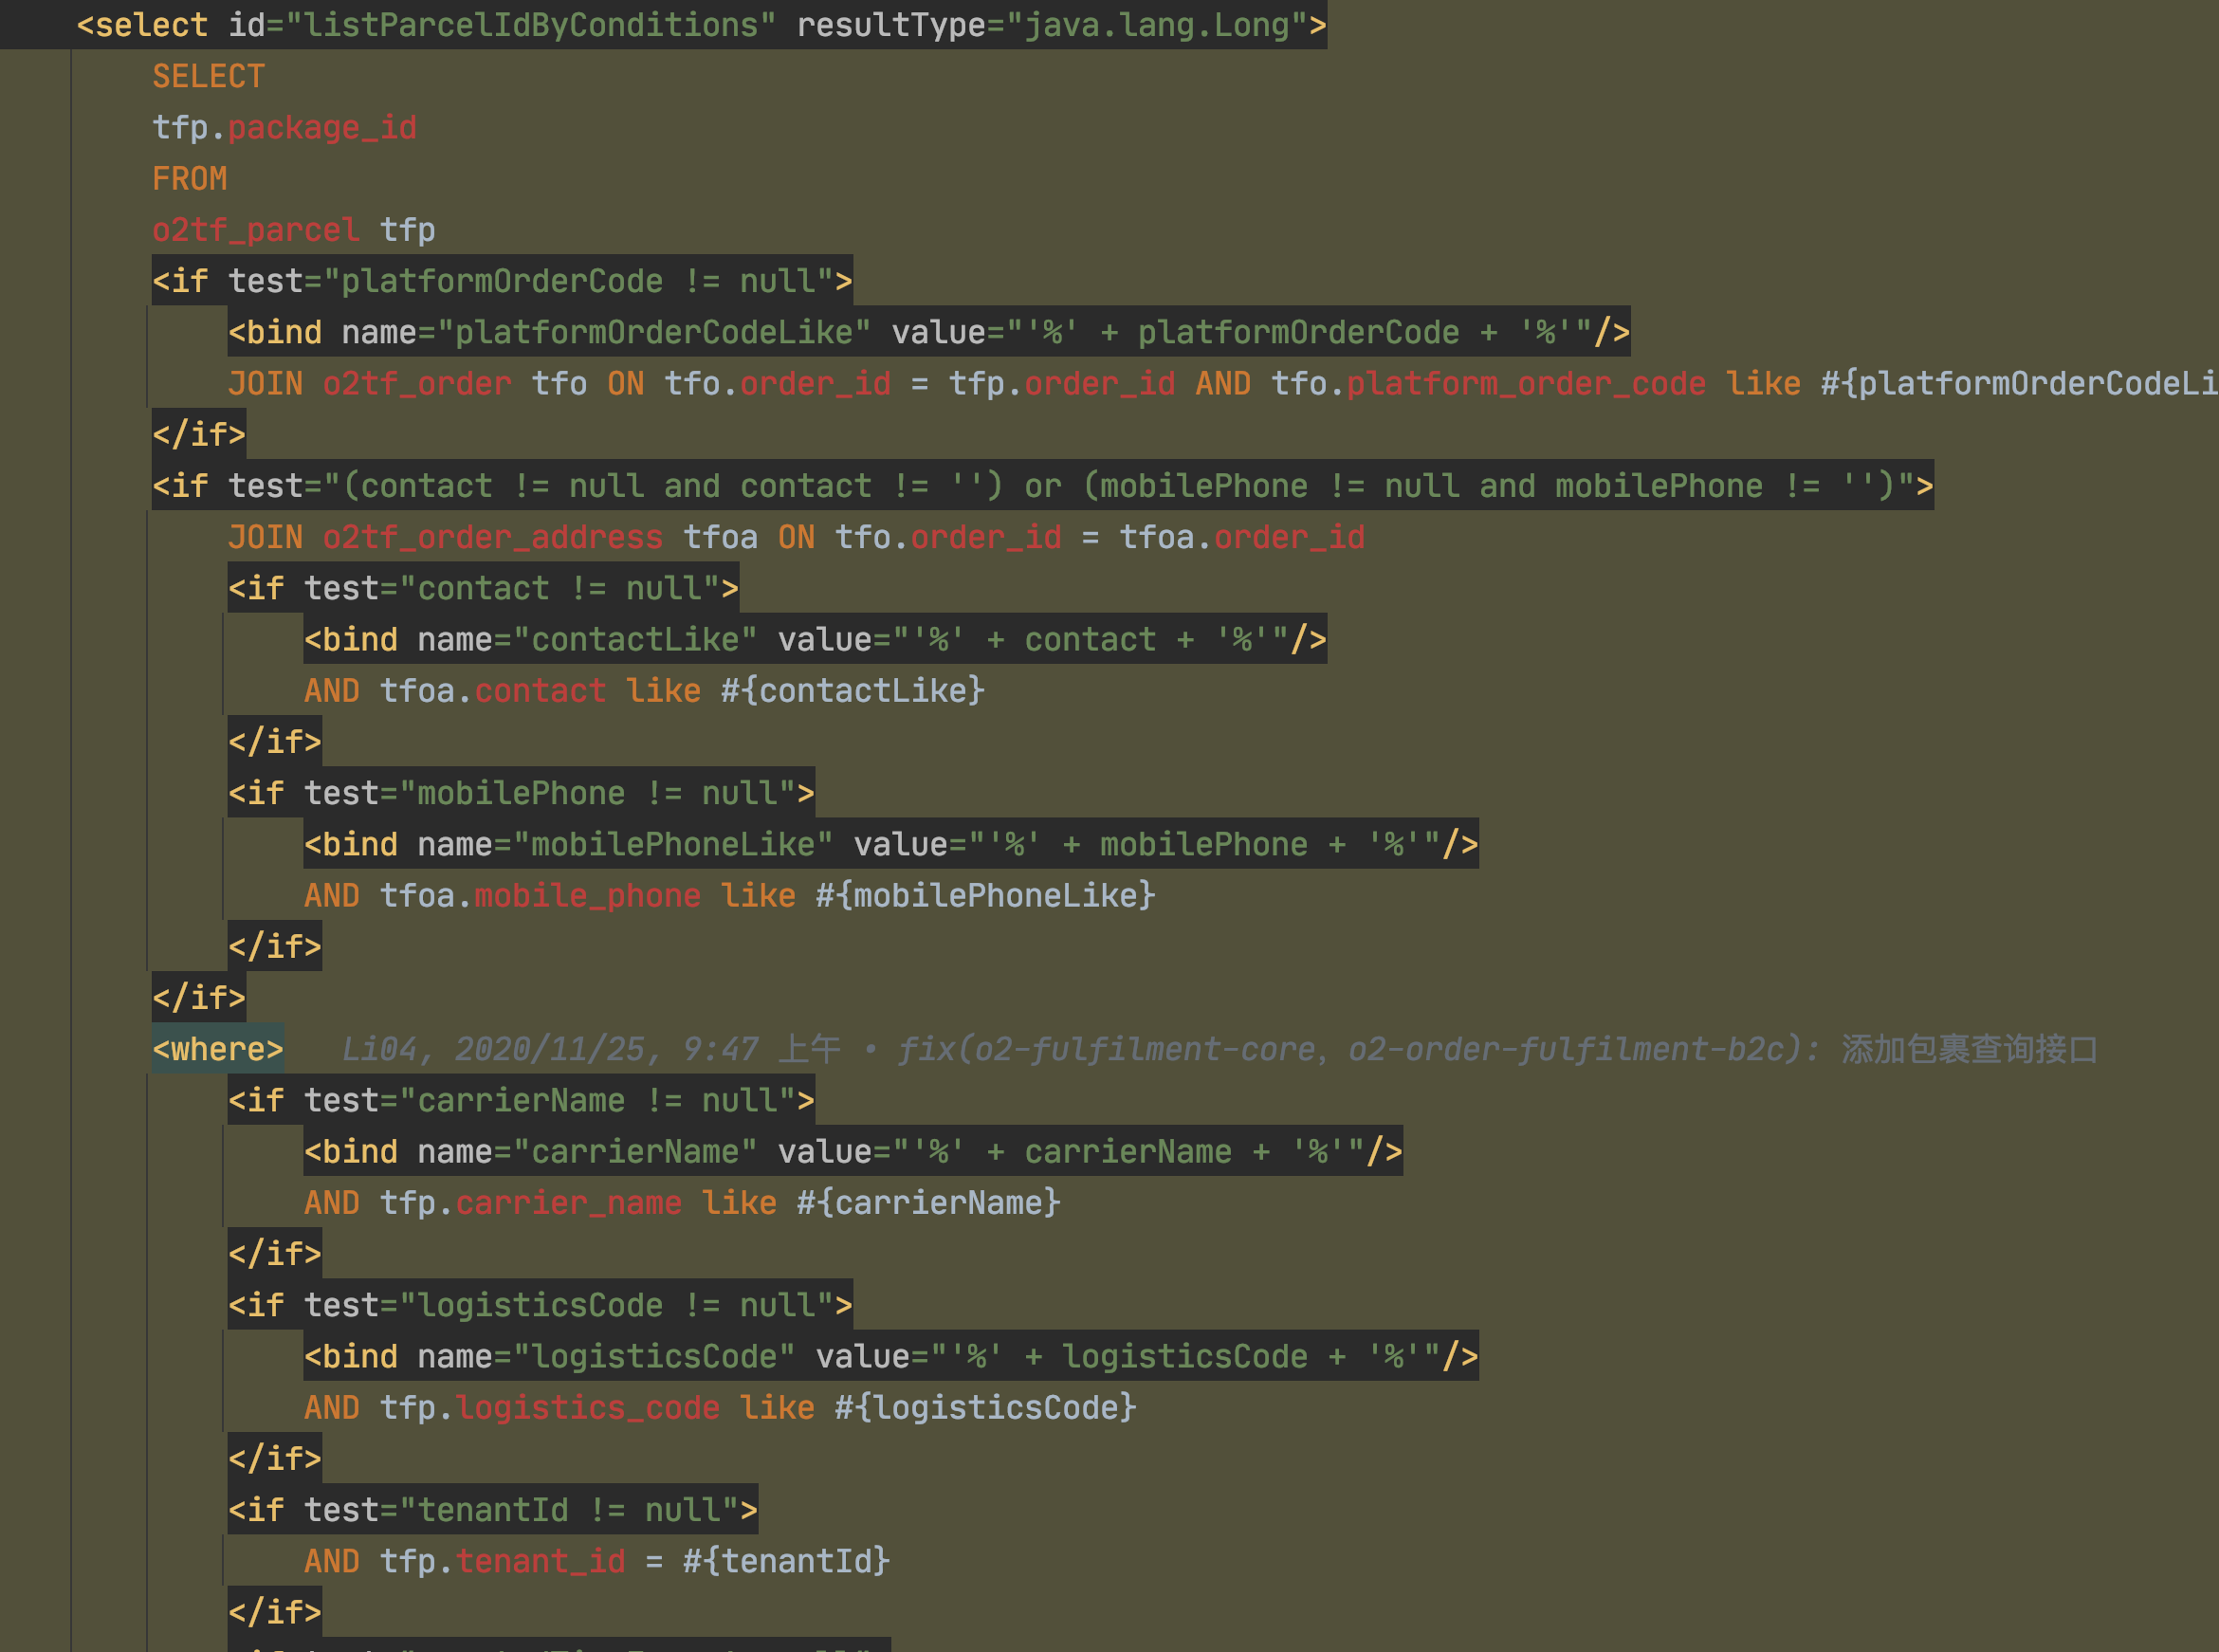 <select id="listParcelIdByConditions" resultType="java.lang.Long">
SELECT
tfp.package_id
FROM
o2tf_parcel tfp
<if test="platformOrderCode != null">
<bind name="platformOrderCodeLike" value="'%' + platformOrderCode + '%'"/>
JOIN o2tf_order tfo ON tfo.order_id = tfp.order_id AND tfo.platform_order_code like #{platformOrderCodeLi
</if>
<if test="(contact != null and contact != '') or (mobilePhone != null and mobilePhone != '')">
JOIN o2tf_order_address tfoa ON tfo.order_id = tfoa.order_id
<if test="contact != null">
<bind name="contactLike" value="'%' + contact + '%'"/>
AND tfoa.contact like #{contactLike}
</if>
<if test="mobilePhone != null">
<bind name="mobilePhoneLike" value="'%' + mobilePhone + '%'"/>
AND tfoa.mobile_phone like #{mobilePhoneLike}
</if>
</if>
<where> Li04, 2020/11/25, 9:47 上午 • fix(o2-fulfilment-core, o2-order-fulfilment-b2c): 添加包裹查询接口
<if test="carrierName != null">
<bind name="carrierName" value="'%' + carrierName + '%'"/>
AND tfp.carrier_name like #{carrierName}
</if>
<if test="logisticsCode != null">
<bind name="logisticsCode" value="'%' + logisticsCode + '%'"/>
AND tfp.logistics_code like #{logisticsCode}
</if>
<if test="tenantId != null">
AND tfp.tenant_id = #{tenantId}
</if>